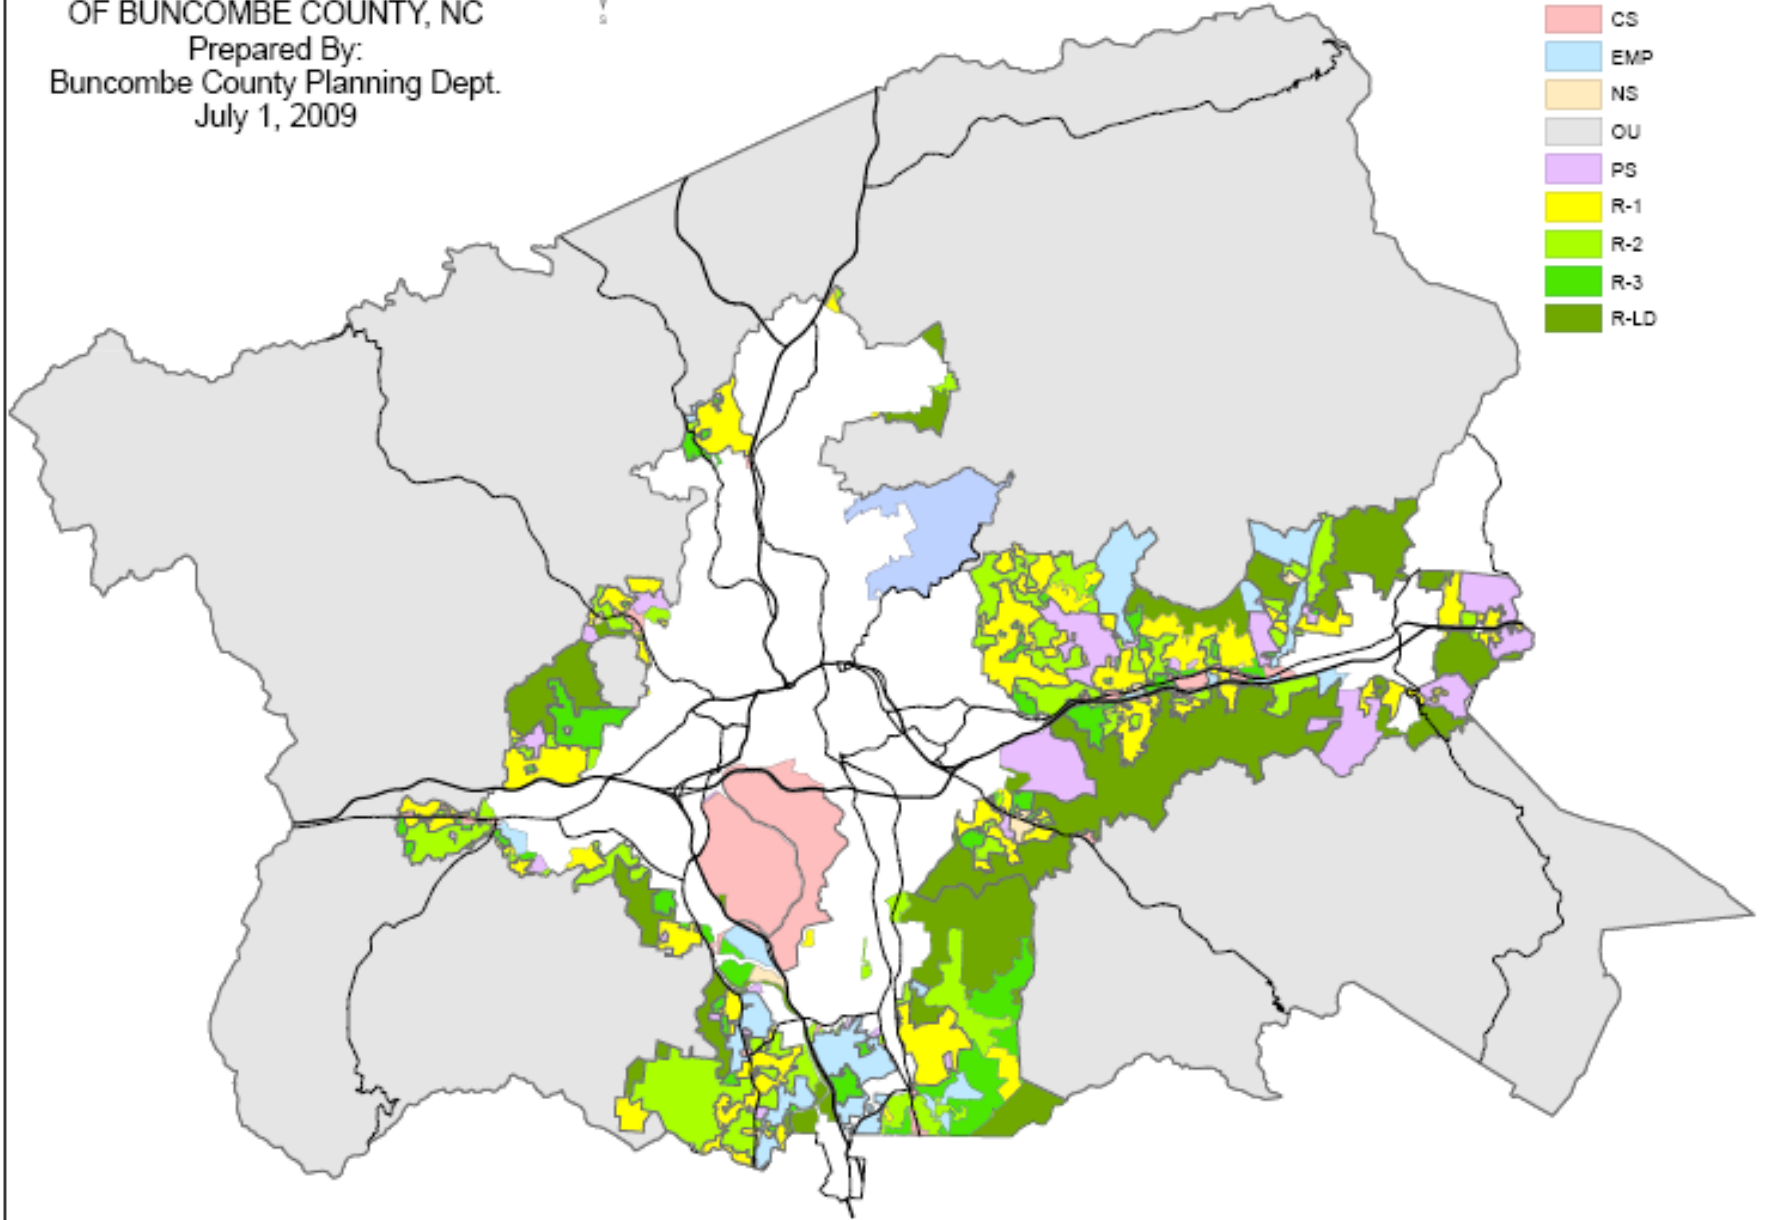 OF BUNCOMBE COUNTY, NC
Prepared By:
Buncombe County Planning Dept.
July 1, 2009
CS
EMP
NS
OU
PS
R-1
R-2
R-3
R-LD